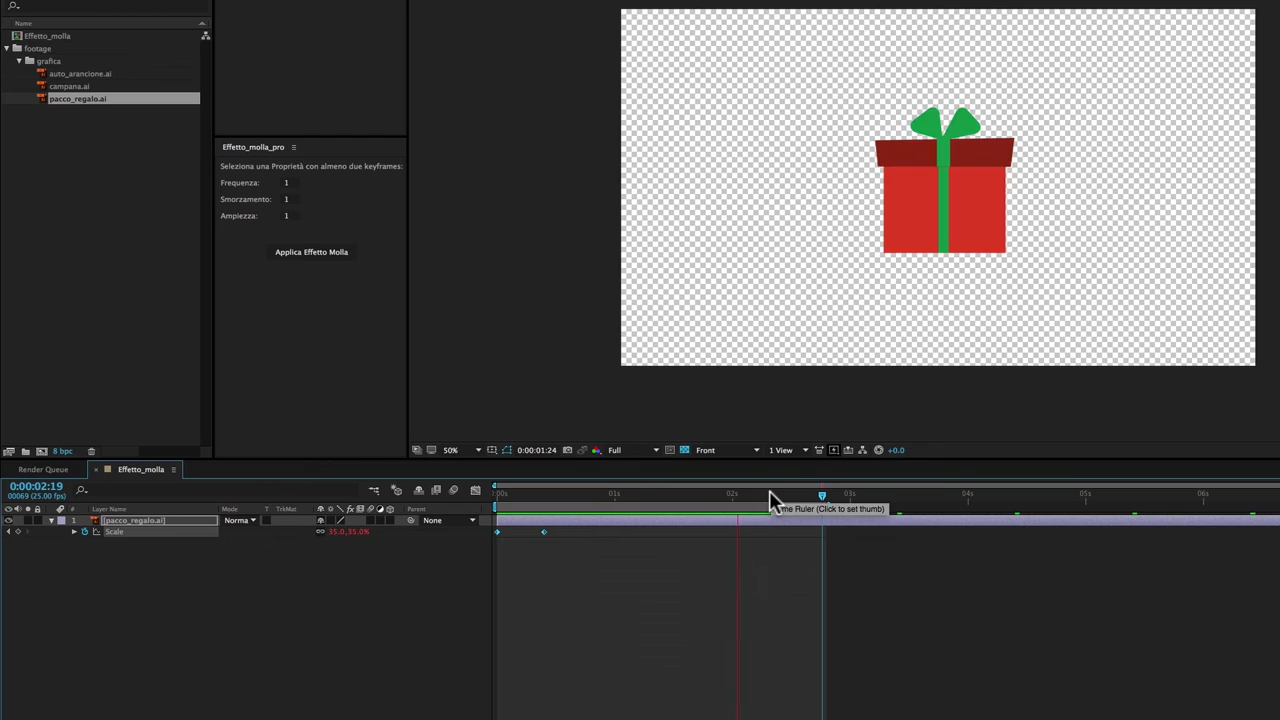 Name
Effetto_molla
footage
grafica
auto_arancione.ai
campana.ai
pacco_regalo.ai
8 bpc
Effetto_molla_pro
Seleziona una Proprietà con almeno due keyframes:
Frequenza: 1
Smorzamento: 1
Ampiezza: 1
Applica Effetto Molla
50% 0:00:01:24 Full Front 1 View +0.0
Render Queue Effetto_molla
0:00:02:19
00069 (25.00 fps)
:00s 01s 02s 03s 04s 05s 06s
# Layer Name Mode T TrkMat Parent
me Ruler (Click to set thumb)
1 [pacco_regalo.ai] Norma None
Scale 35.0,35.0%